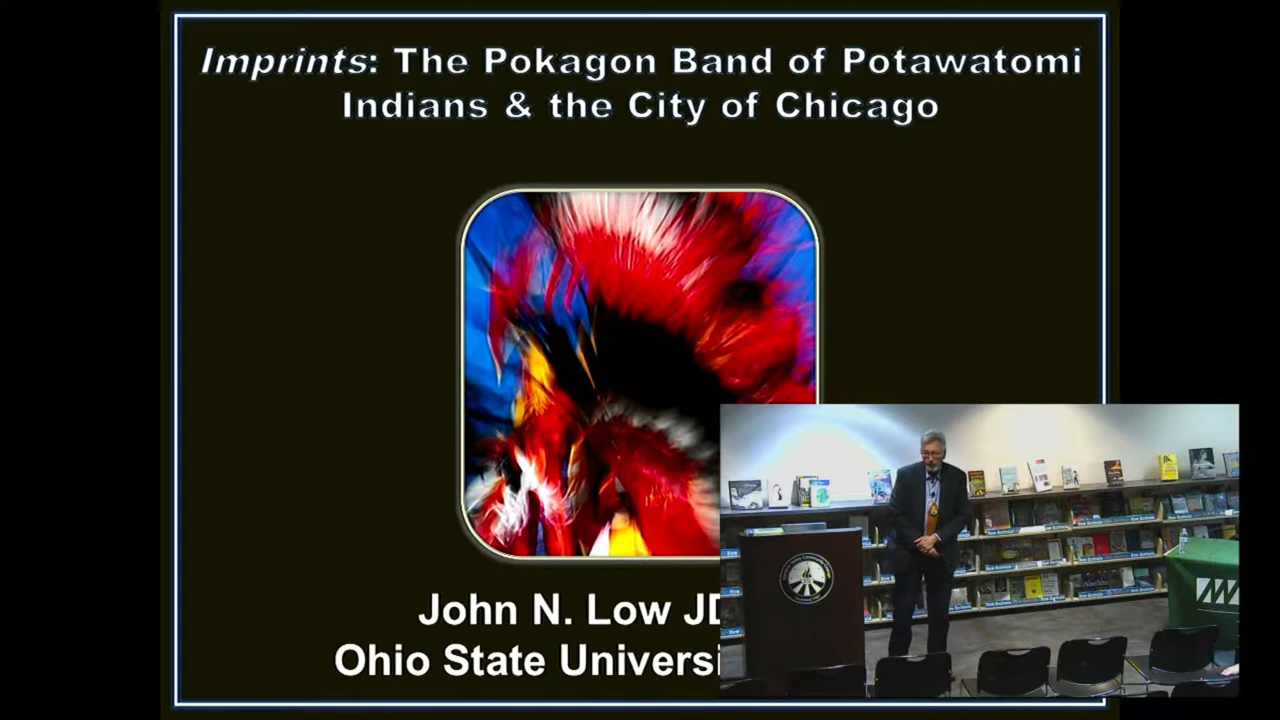 Imprints: The Pokagon Band of Potawatomi
Indians & the City of Chicago
John N. Low JD
Ohio State Universi